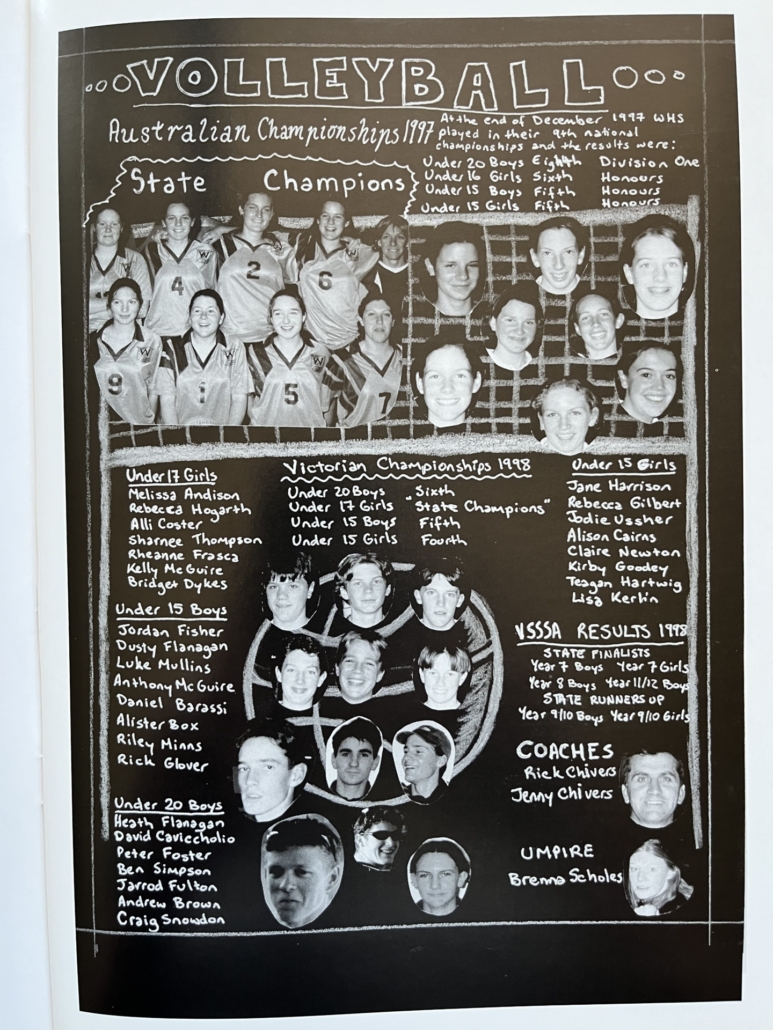 ...ooVOLLEYBALLOo..
Australian Championships 1997
At the end of December 1997 WHS
played in their 9th national
championships and the results were:
Under 20 Boys Eighth Division One
Under 16 Girls Sixth Honours
Under 15 Boys Fifth Honours
Under 15 Girls Fifth Honours
State Champions
W
4
2
6
W
9
W
1
5
W
7
Under 17 Girls
Melissa Andison
Rebecca Hogarth
Alli Coster
Sharnee Thompson
Rheanne Frasca
Kelly McGuire
Bridget Dykes
Victorian Championships 1998
Under 20 Boys Sixth
Under 17 Girls "State Champions"
Under 15 Boys Fifth
Under 15 Girls Fourth
Under 15 Girls
Jane Harrison
Rebecca Gilbert
Jodie Ussher
Alison Cairns
Claire Newton
Kirby Goodey
Teagan Hartwig
Lisa Kerlin
Under 15 Boys
Jordan Fisher
Dusty Flanagan
Luke Mullins
Anthony McGuire
Daniel Barassi
Alister Box
Riley Minns
Rick Glover
VSSSA RESULTS 1998
STATE FINALISTS
Year 7 Boys Year 7 Girls
Year 8 Boys Year 11/12 Boys
STATE RUNNERS UP
Year 9/10 Boys Year 9/10 Girls
COACHES
Rick Chivers
Jenny Chivers
Under 20 Boys
Heath Flanagan
David Caviccholio
Peter Foster
Ben Simpson
Jarrod Fulton
Andrew Brown
Craig Snowdon
UMPIRE
Brenna Scholes